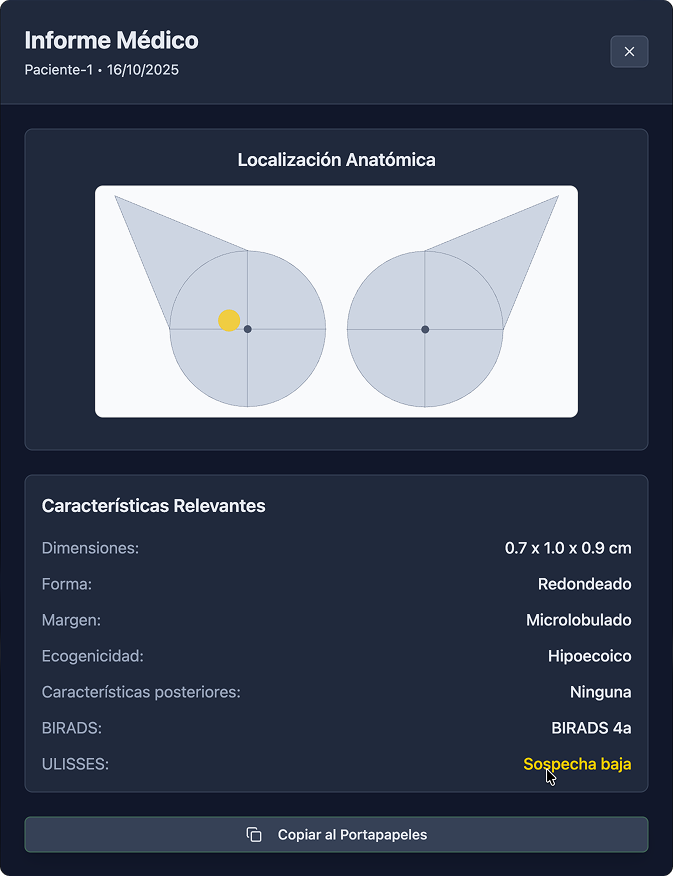 Informe Médico
Paciente-1 • 16/10/2025
Localización Anatómica
Características Relevantes
Dimensiones: 0.7 x 1.0 x 0.9 cm
Forma: Redondeado
Margen: Microlobulado
Ecogenicidad: Hipoecoico
Características posteriores: Ninguna
BIRADS: BIRADS 4a
ULISSES: Sospecha baja
Copiar al Portapapeles